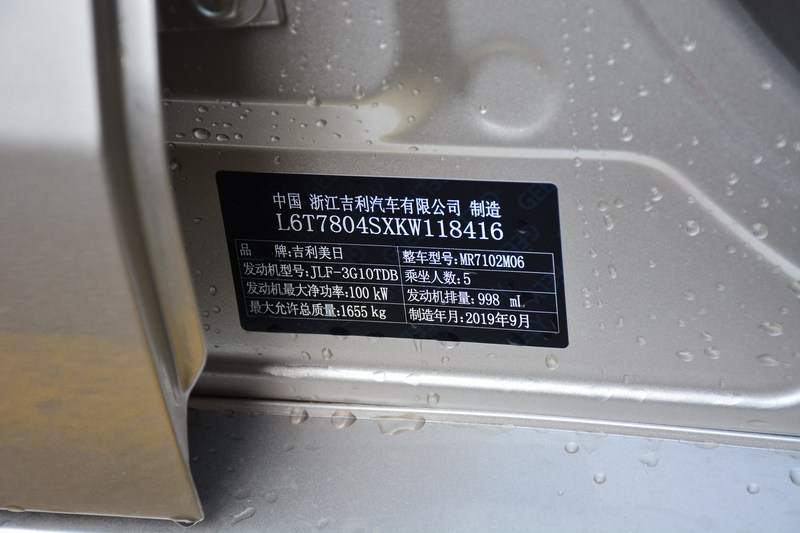 中国 浙江吉利汽车有限公司 制造
L6T7804SXKW118416
品 牌:吉利美日 整车型号:MR7102M06
发动机型号:JLF-3G10TDB 乘坐人数:5
发动机最大净功率:100 kW 发动机排量:998 mL
最大允许总质量:1655 kg 制造年月:2019年9月